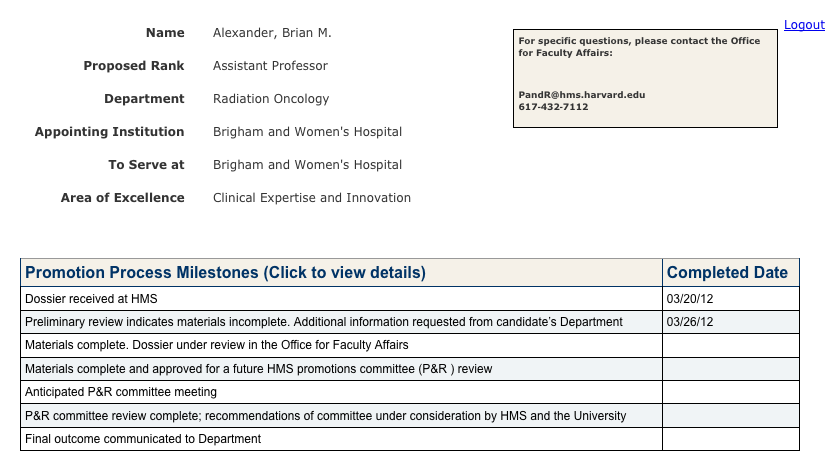 Logout
Name Alexander, Brian M.
Proposed Rank Assistant Professor
Department Radiation Oncology
Appointing Institution Brigham and Women's Hospital
To Serve at Brigham and Women's Hospital
Area of Excellence Clinical Expertise and Innovation
For specific questions, please contact the Office
for Faculty Affairs:
PandR@hms.harvard.edu
617-432-7112
Promotion Process Milestones (Click to view details) Completed Date
Dossier received at HMS 03/20/12
Preliminary review indicates materials incomplete. Additional information requested from candidate's Department 03/26/12
Materials complete. Dossier under review in the Office for Faculty Affairs
Materials complete and approved for a future HMS promotions committee (P&R ) review
Anticipated P&R committee meeting
P&R committee review complete; recommendations of committee under consideration by HMS and the University
Final outcome communicated to Department